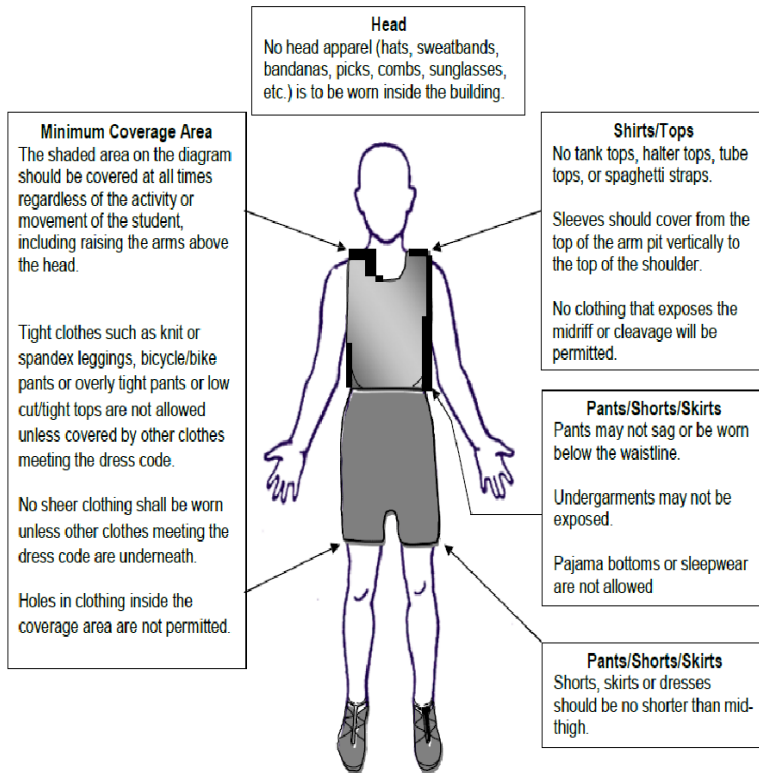 Head
No head apparel (hats, sweatbands,
bandanas, picks, combs, sunglasses,
etc.) is to be worn inside the building.
Minimum Coverage Area
The shaded area on the diagram
should be covered at all times
regardless of the activity or
movement of the student,
including raising the arms above
the head.
Tight clothes such as knit or
spandex leggings, bicycle/bike
pants or overly tight pants or low
cut/tight tops are not allowed
unless covered by other clothes
meeting the dress code.
No sheer clothing shall be worn
unless other clothes meeting the
dress code are underneath.
Holes in clothing inside the
coverage area are not permitted.
Shirts/Tops
No tank tops, halter tops, tube
tops, or spaghetti straps.
Sleeves should cover from the
top of the arm pit vertically to
the top of the shoulder.
No clothing that exposes the
midriff or cleavage will be
permitted.
Pants/Shorts/Skirts
Pants may not sag or be worn
below the waistline.
Undergarments may not be
exposed.
Pajama bottoms or sleepwear
are not allowed
Pants/Shorts/Skirts
Shorts, skirts or dresses
should be no shorter than mid-
thigh.